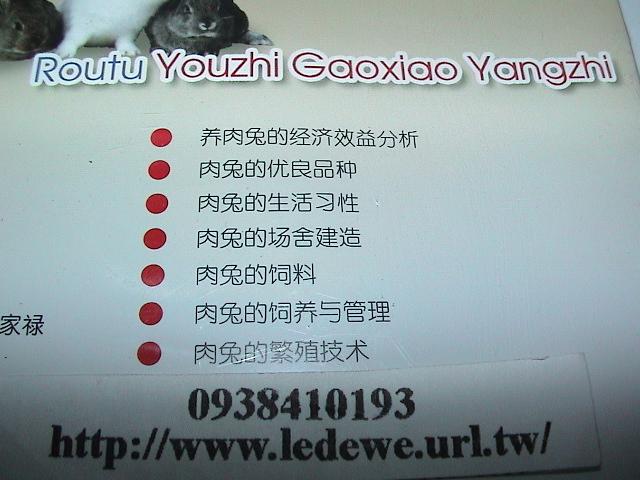 Routu Youzhi Gaoxiao Yangzhi
养肉兔的经济效益分析
肉兔的优良品种
肉兔的生活习性
肉兔的场舍建造
肉兔的饲料
肉兔的饲养与管理
家禄
肉兔的繁殖技术
0938410193
http://www.ledewe.url.tw/